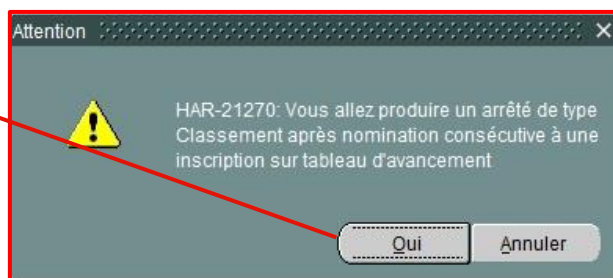 Attention
HAR-21270: Vous allez produire un arrêté de type
Classement après nomination consécutive à une
inscription sur tableau d'avancement
Oui
Annuler